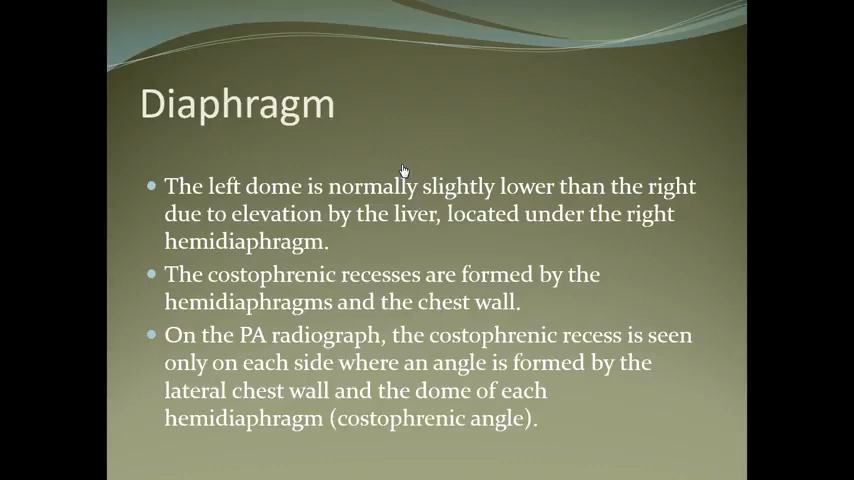 Diaphragm
• The left dome is normally slightly lower than the right
due to elevation by the liver, located under the right
hemidiaphragm.
• The costophrenic recesses are formed by the
hemidiaphragms and the chest wall.
• On the PA radiograph, the costophrenic recess is seen
only on each side where an angle is formed by the
lateral chest wall and the dome of each
hemidiaphragm (costophrenic angle).